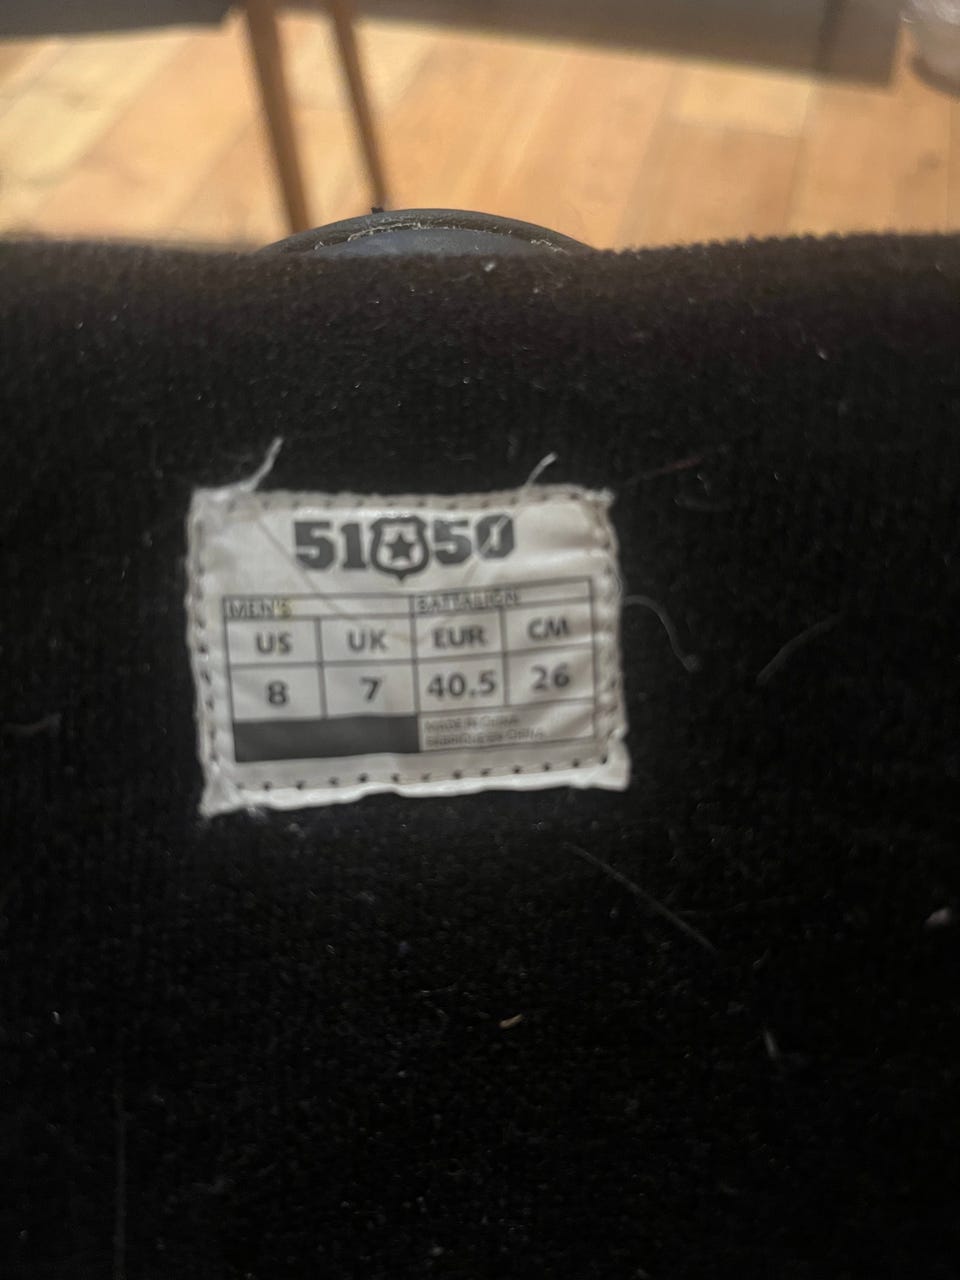 51 50
MEN'S BATTALION
US UK EUR CM
8 7 40.5 26
MADE IN CHINA